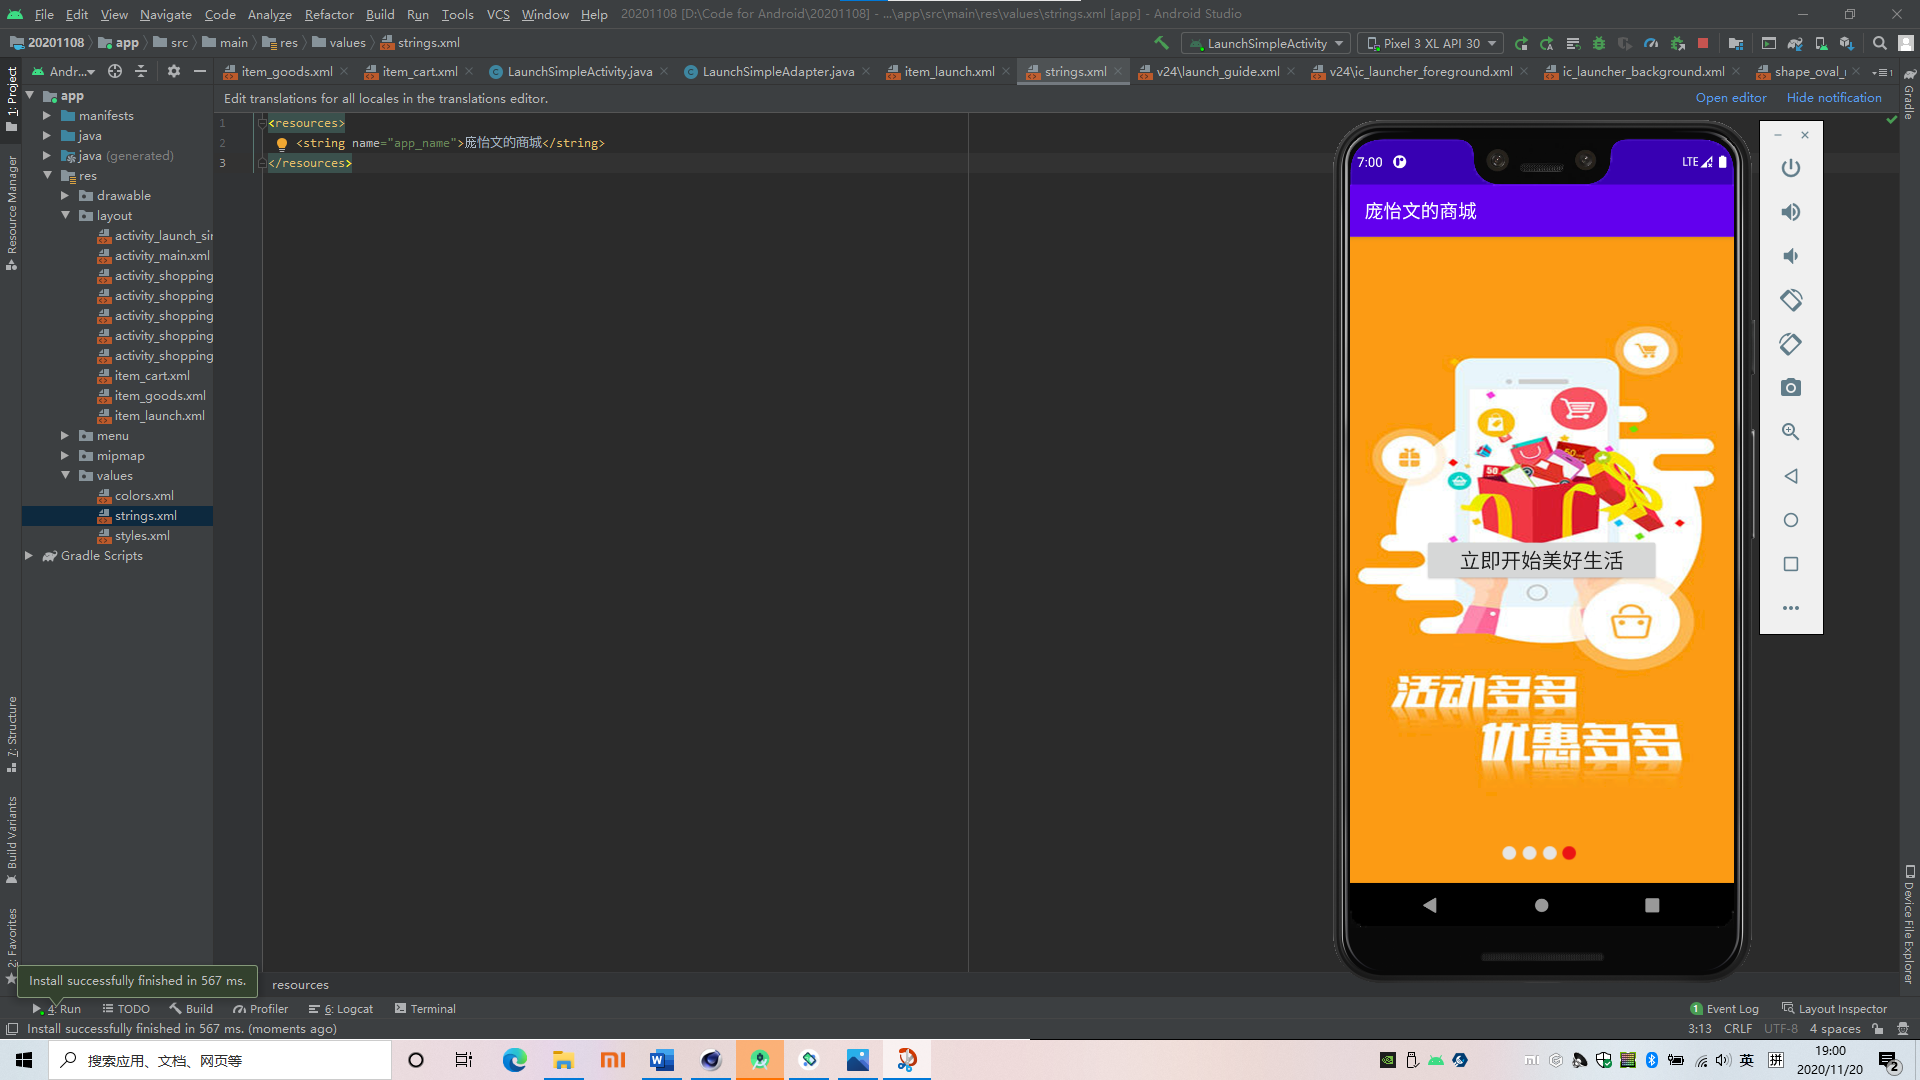 File Edit View Navigate Code Analyze Refactor Build Run Tools VCS Window Help 20201108 [D:\Code for Android\20201108] - ...\app\src\main\res\values\strings.xml [app] - Android Studio
20201108 app src main res values strings.xml LaunchSimpleActivity Pixel 3 XL API 30
Andr... item_goods.xml item_cart.xml LaunchSimpleActivity.java LaunchSimpleAdapter.java item_launch.xml strings.xml v24\launch_guide.xml v24\ic_launcher_foreground.xml ic_launcher_background.xml shape_oval_
Edit translations for all locales in the translations editor. Open editor Hide notification
1 <resources>
2 <string name="app_name">庞怡文的商城</string>
3 </resources>
1: Project
Resource Manager
7: Structure
Build Variants
2: Favorites
app
manifests
java
java (generated)
res
drawable
layout
activity_launch_sir
activity_main.xml
activity_shopping
activity_shopping
activity_shopping
activity_shopping
activity_shopping
item_cart.xml
item_goods.xml
item_launch.xml
menu
mipmap
values
colors.xml
strings.xml
styles.xml
Gradle Scripts
7:00 LTE
庞怡文的商城
50
50
立即开始美好生活
活动多多
优惠多多
Gradle
Device File Explorer
Install successfully finished in 567 ms.
resources
4: Run TODO Build Profiler 6: Logcat Terminal 1 Event Log Layout Inspector
Install successfully finished in 567 ms. (moments ago) 3:13 CRLF UTF-8 4 spaces
搜索应用、文档、网页等 英 拼 19:00
2020/11/20 2